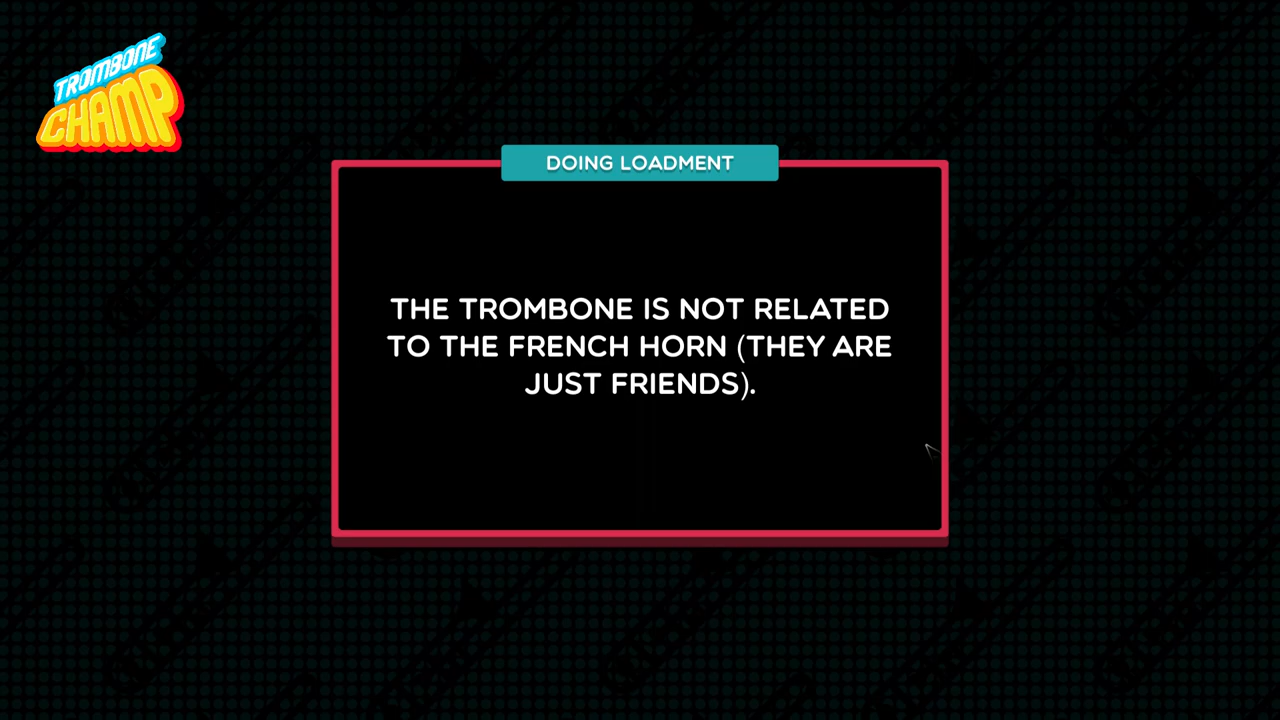 TROMBONE
CHAMP
DOING LOADMENT
THE TROMBONE IS NOT RELATED
TO THE FRENCH HORN (THEY ARE
JUST FRIENDS).